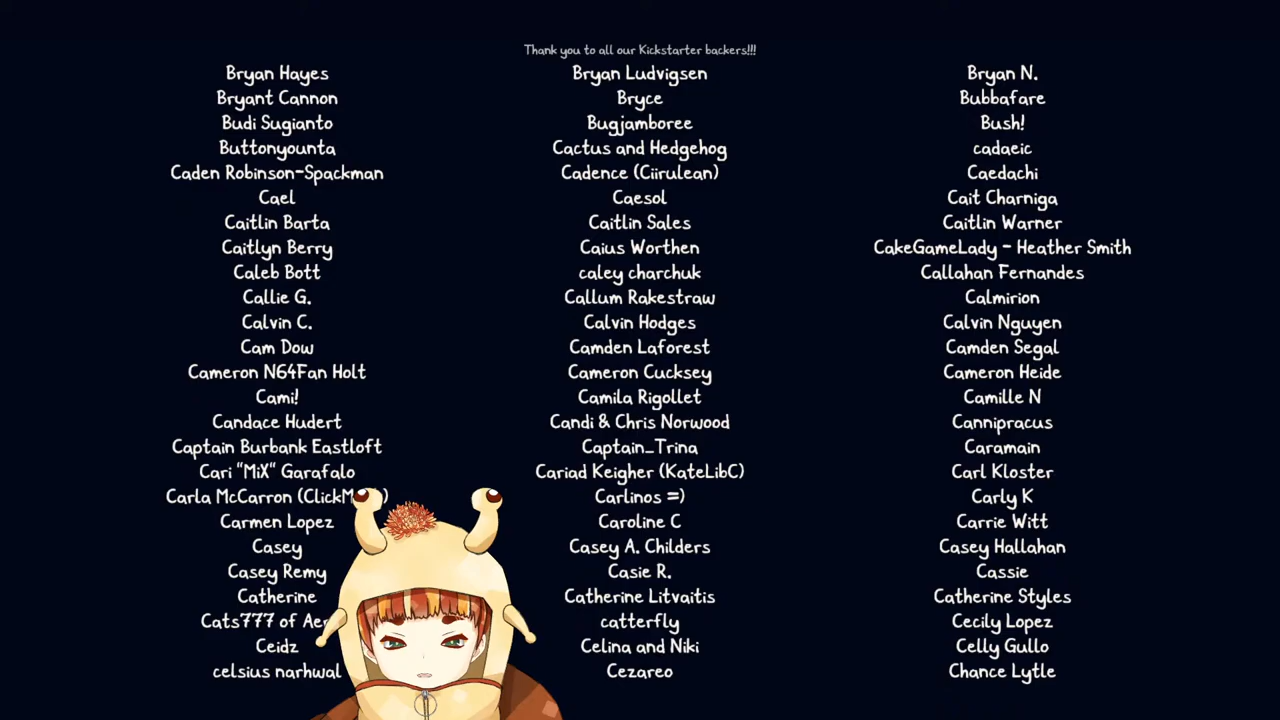 Thank you to all our Kickstarter backers!!!
Bryan Hayes Bryan Ludvigsen Bryan N.
Bryant Cannon Bryce Bubbafare
Budi Sugianto Bugjamboree Bush!
Buttonyounta Cactus and Hedgehog cadaeic
Caden Robinson-Spackman Cadence (Ciirulean) Caedachi
Cael Caesol Cait Charniga
Caitlin Barta Caitlin Sales Caitlin Warner
Caitlyn Berry Caius Worthen CakeGameLady - Heather Smith
Caleb Bott caley charchuk Callahan Fernandes
Callie G. Callum Rakestraw Calmirion
Calvin C. Calvin Hodges Calvin Nguyen
Cam Dow Camden Laforest Camden Segal
Cameron N64Fan Holt Cameron Cucksey Cameron Heide
Cami! Camila Rigollet Camille N
Candace Hudert Candi & Chris Norwood Cannipracus
Captain Burbank Eastloft Captain_Trina Caramain
Cari "MiX" Garafalo Cariad Keigher (KateLibC) Carl Kloster
Carla McCarron Carlinos =) Carly K
Carmen Lopez Caroline C Carrie Witt
Casey Casey A. Childers Casey Hallahan
Casey Remy Casie R. Cassie
Catherine Catherine Litvaitis Catherine Styles
Cats777 of catterfly Cecily Lopez
Ceidz Celina and Niki Celly Gullo
celsius narhwal Cezareo Chance Lytle